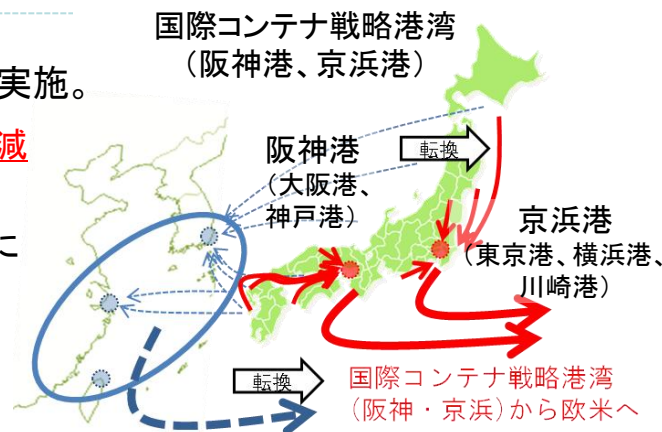 国際コンテナ戦略港湾
（阪神港、京浜港）
実施。
減
に
阪神港
（大阪港、
神戸港）
転換
京浜港
（東京港、横浜港、
川崎港）
転換
国際コンテナ戦略港湾
（阪神・京浜）から欧米へ